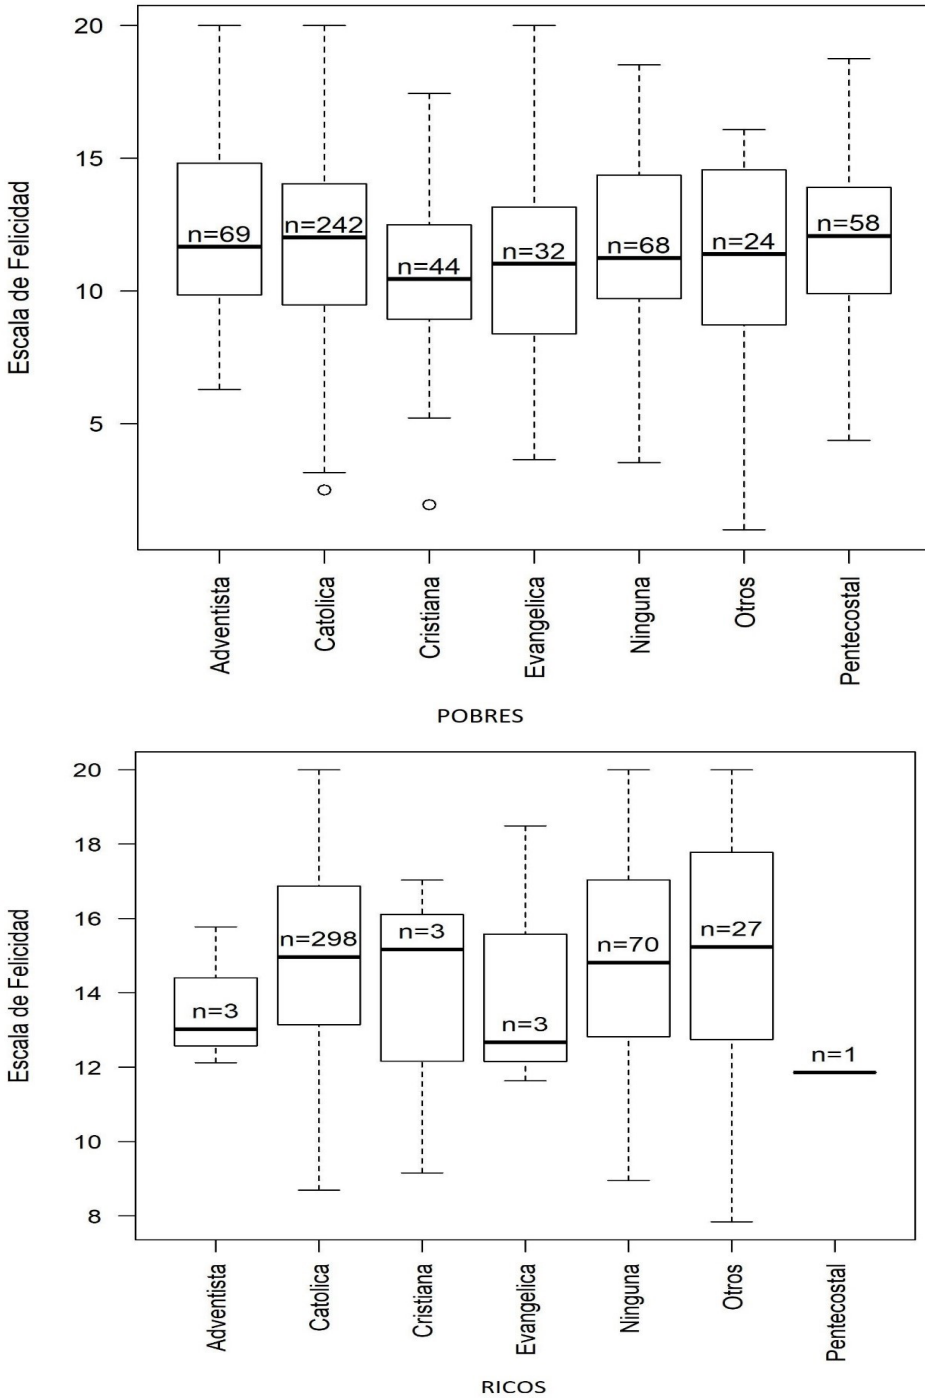 20
15
10
5
Escala de Felicidad
n=69
n=242
n=44
n=32
n=68
n=24
n=58
Adventista
Catolica
Cristiana
Evangelica
Ninguna
Otros
Pentecostal
POBRES
20
18
16
14
12
10
8
Escala de Felicidad
n=3
n=298
n=3
n=3
n=70
n=27
n=1
Adventista
Catolica
Cristiana
Evangelica
Ninguna
Otros
Pentecostal
RICOS